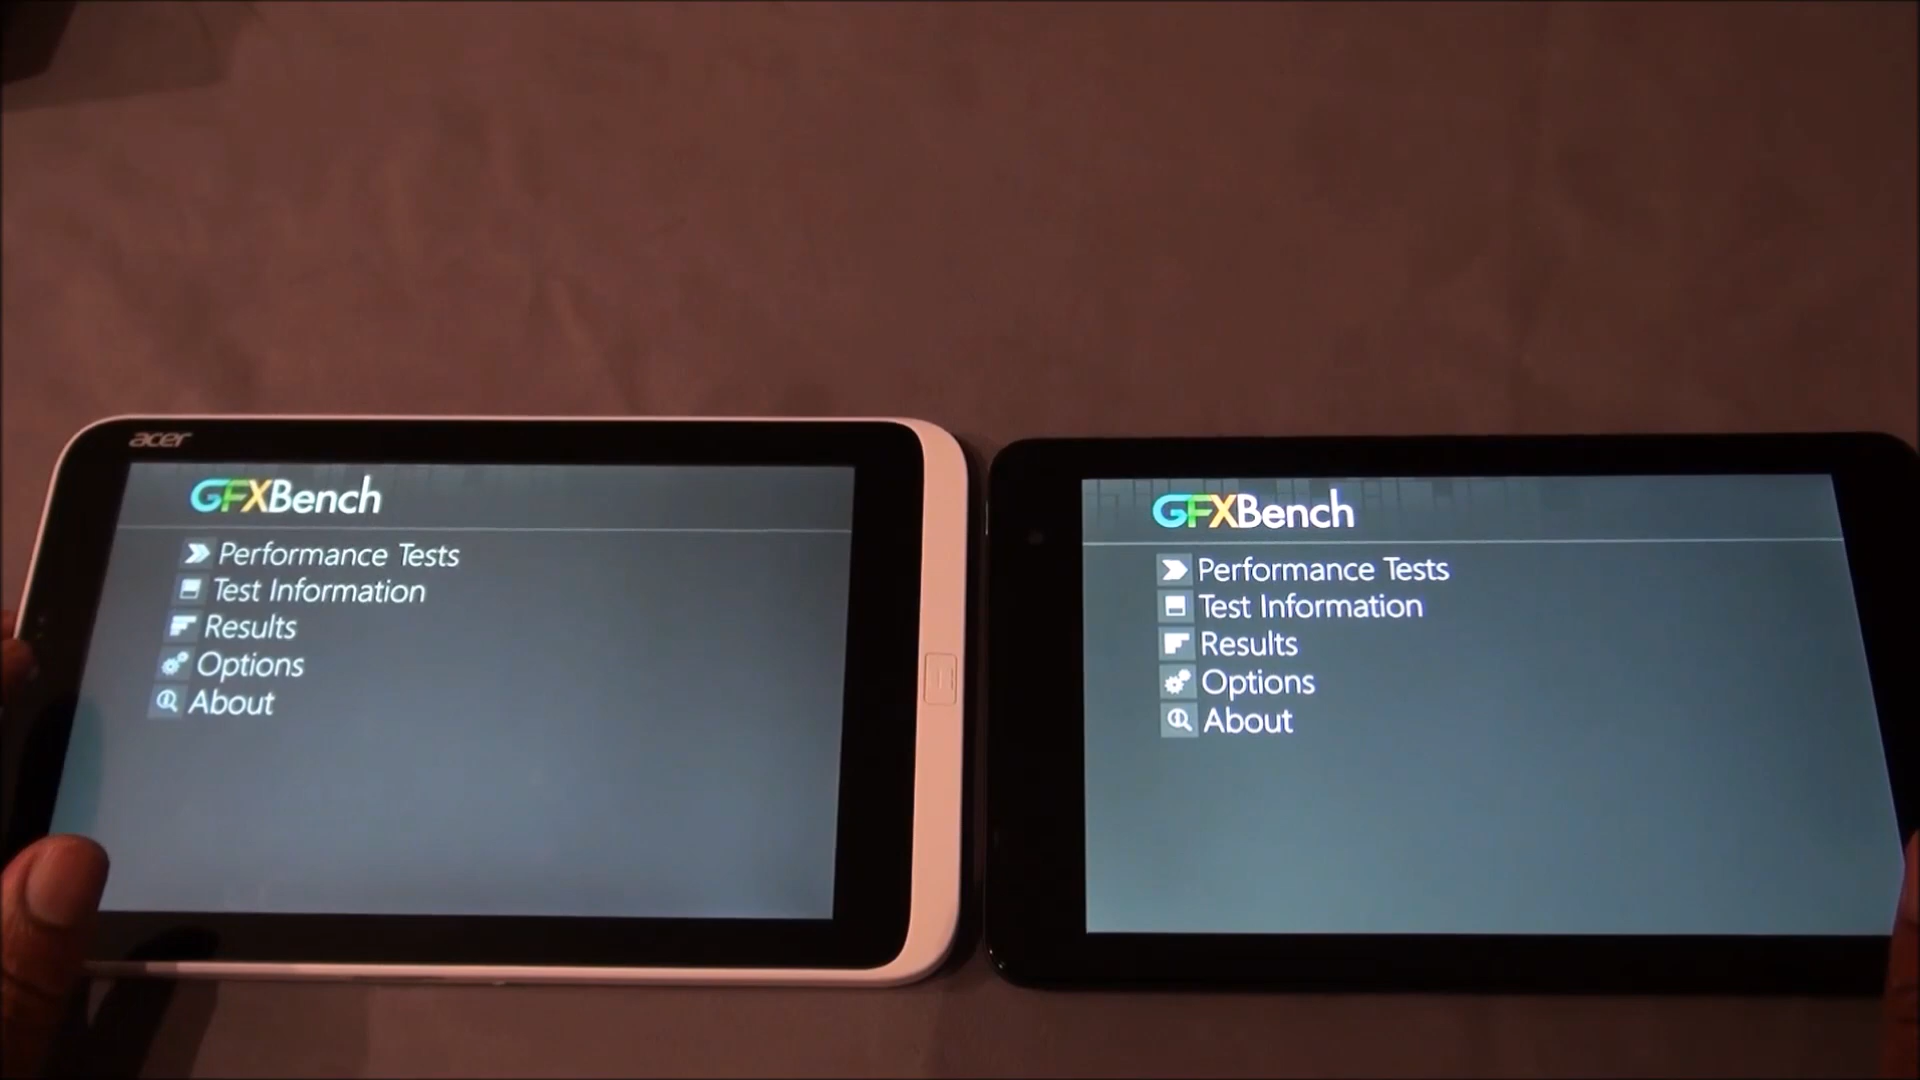 acer
GFXBench
Performance Tests
Test Information
Results
Options
About
GFXBench
Performance Tests
Test Information
Results
Options
About